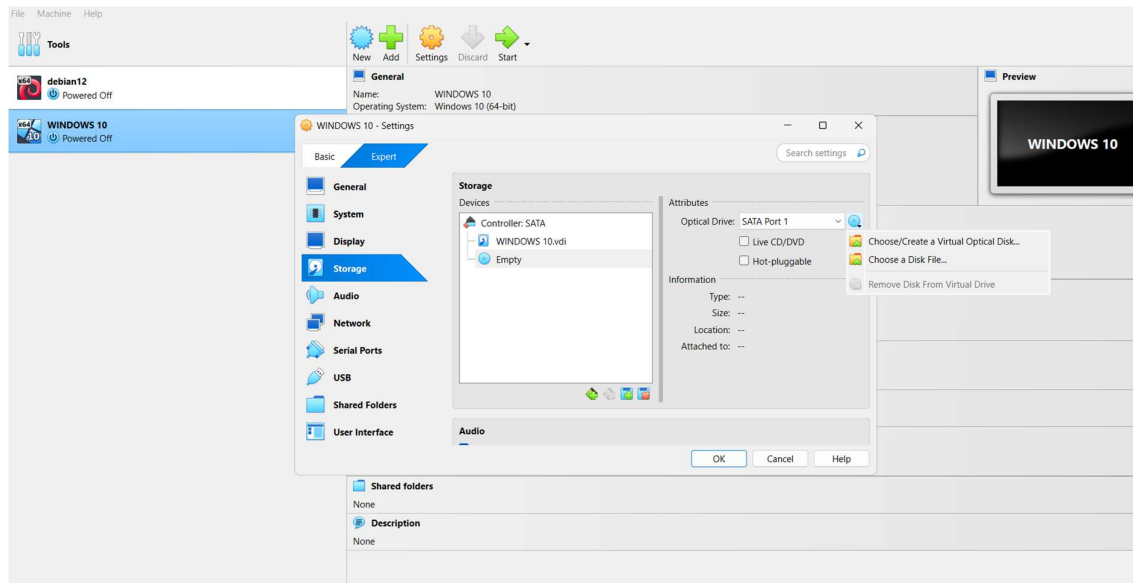 File Machine Help
Tools
New Add Settings Discard Start
x64 debian12
Powered Off
x64 10 WINDOWS 10
Powered Off
General
Name: WINDOWS 10
Operating System: Windows 10 (64-bit)
Preview
WINDOWS 10
WINDOWS 10 - Settings
Basic Expert
Search settings
General
System
Display
Storage
Audio
Network
Serial Ports
USB
Shared Folders
User Interface
Storage
Devices
Controller: SATA
WINDOWS 10.vdi
Empty
Attributes
Optical Drive: SATA Port 1
Live CD/DVD
Hot-pluggable
Information
Type: --
Size: --
Location: --
Attached to: --
Choose/Create a Virtual Optical Disk...
Choose a Disk File...
Remove Disk From Virtual Drive
Audio
OK Cancel Help
Shared folders
None
Description
None